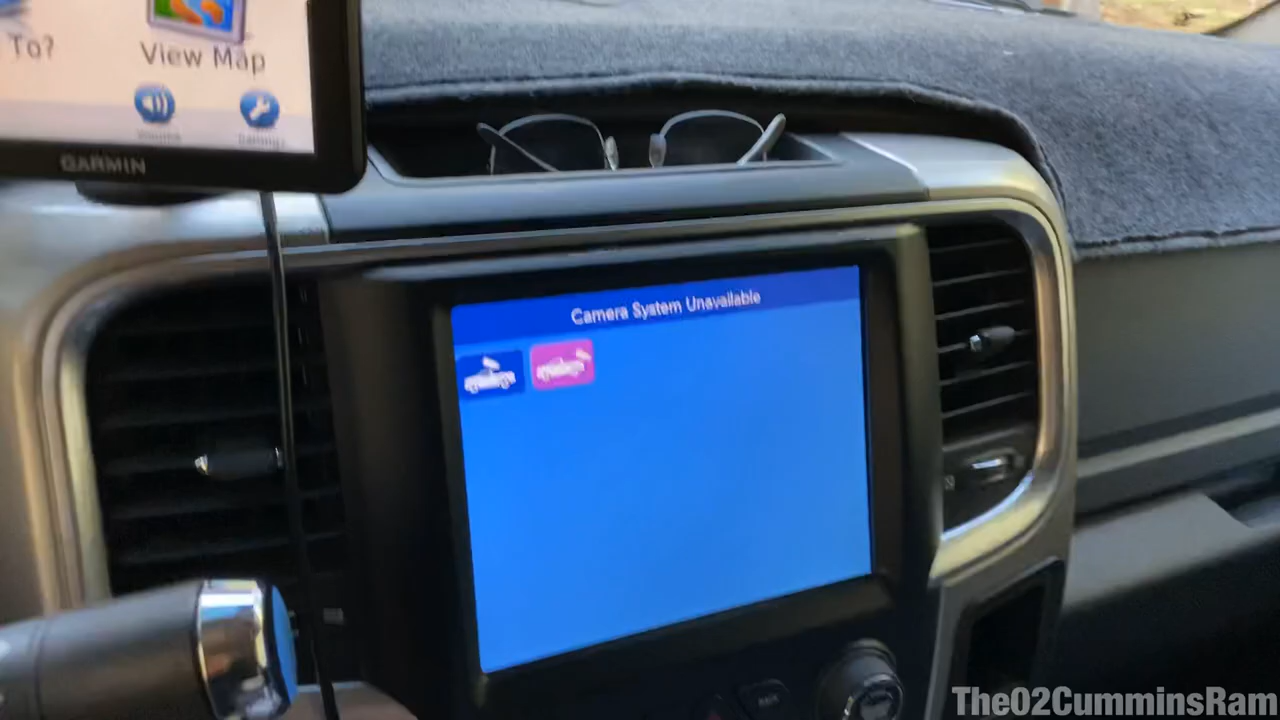 To?
View Map
GARMIN
Camera System Unavailable
The02CumminsRam